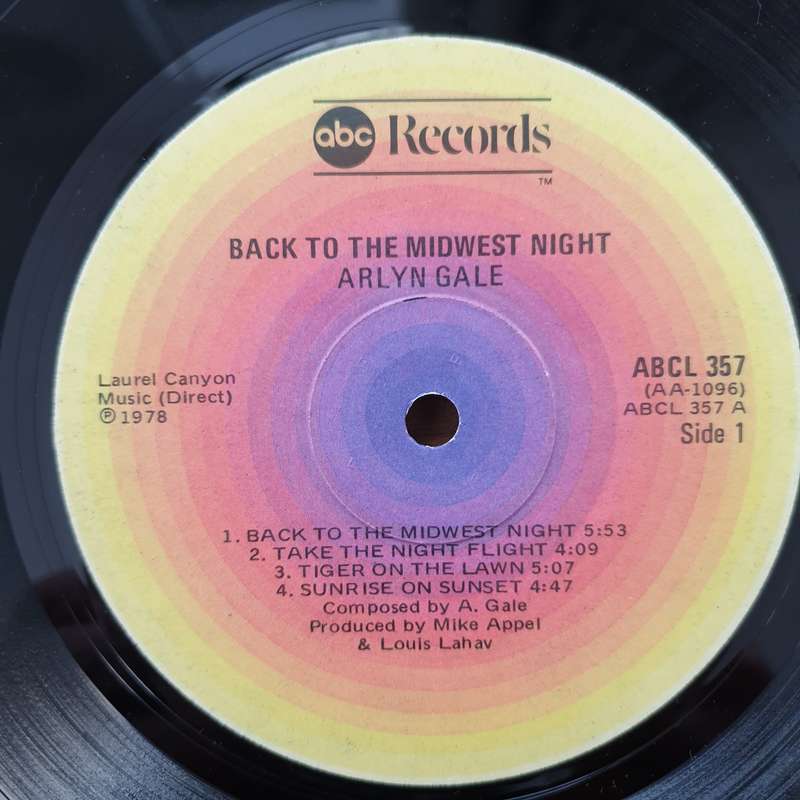 abc Records
TM
BACK TO THE MIDWEST NIGHT
ARLYN GALE
Laurel Canyon
Music (Direct)
Ⓟ1978
ABCL 357
(AA-1096)
ABCL 357 A
Side 1
1. BACK TO THE MIDWEST NIGHT 5:53
2. TAKE THE NIGHT FLIGHT 4:09
3. TIGER ON THE LAWN 5:07
4. SUNRISE ON SUNSET 4:47
Composed by A. Gale
Produced by Mike Appel
& Louis Lahav